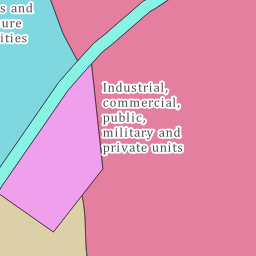 s and
ure
ities
Industrial,
commercial,
public,
military and
private units